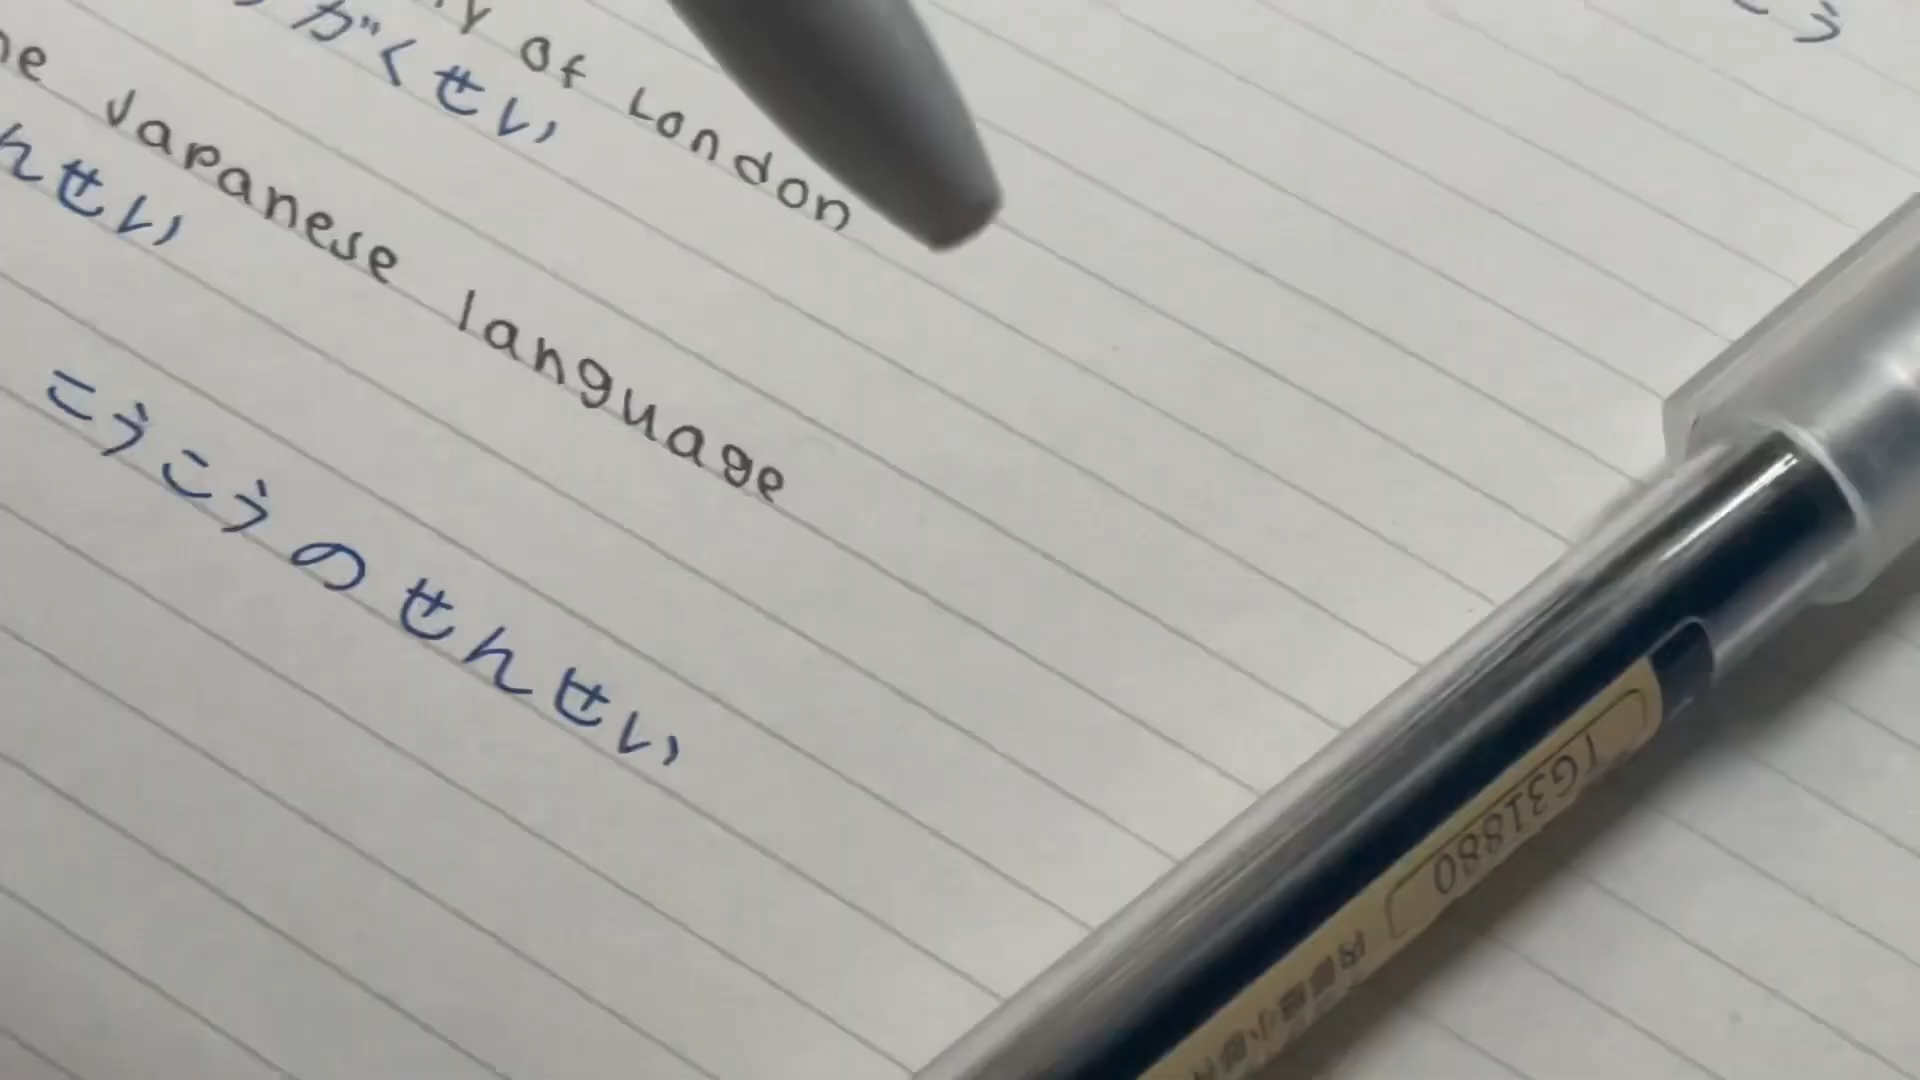 of London
がくせい
Japanese language
んせい
こうこうのせんせい
TG31880